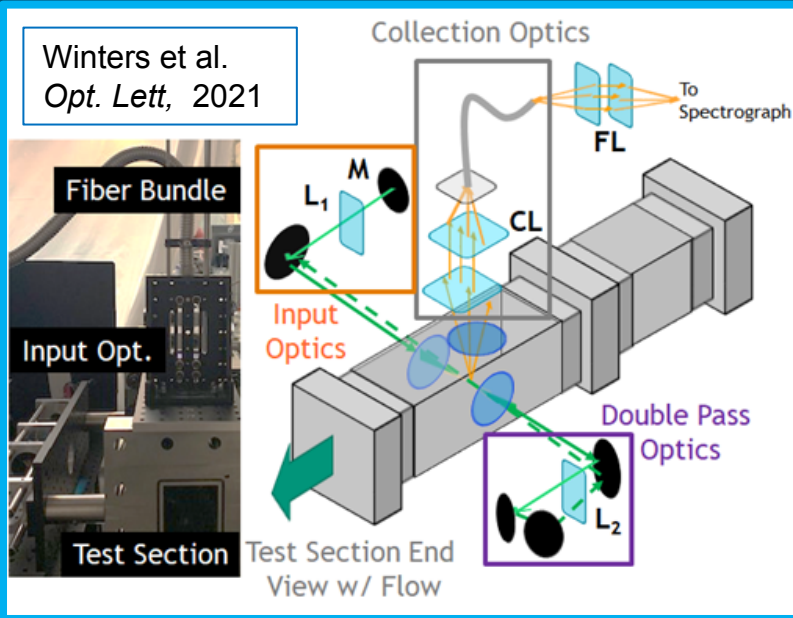 Winters et al.
Opt. Lett, 2021
Collection Optics
To
Spectrograph
FL
Fiber Bundle
M
L₁
CL
Input Opt.
Input
Optics
Double Pass
Optics
L₂
Test Section
Test Section End
View w/ Flow